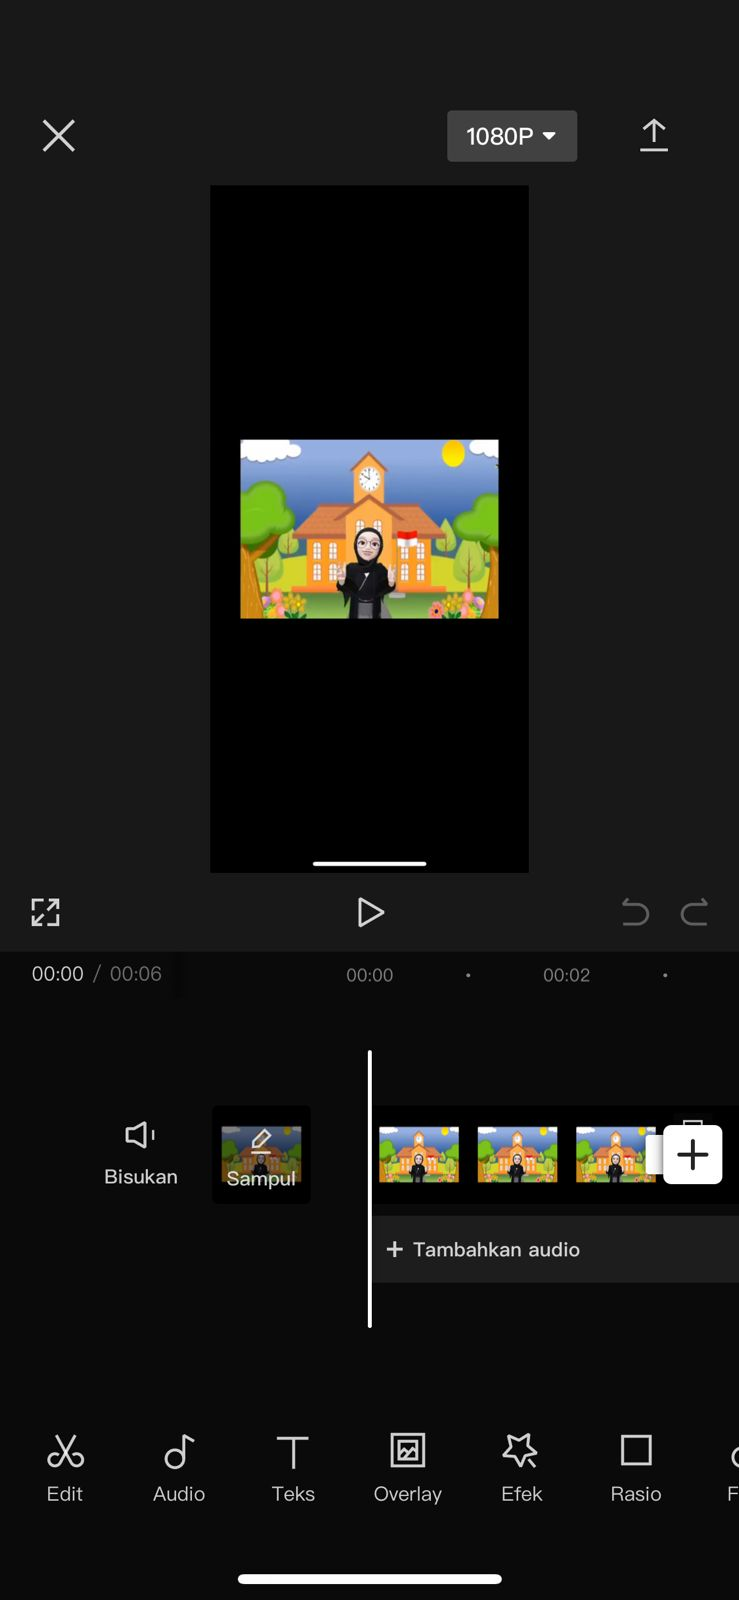 1080P
00:00 / 00:06
00:00
00:02
Bisukan
Sampul
+ Tambahkan audio
Edit
Audio
Teks
Overlay
Efek
Rasio
F